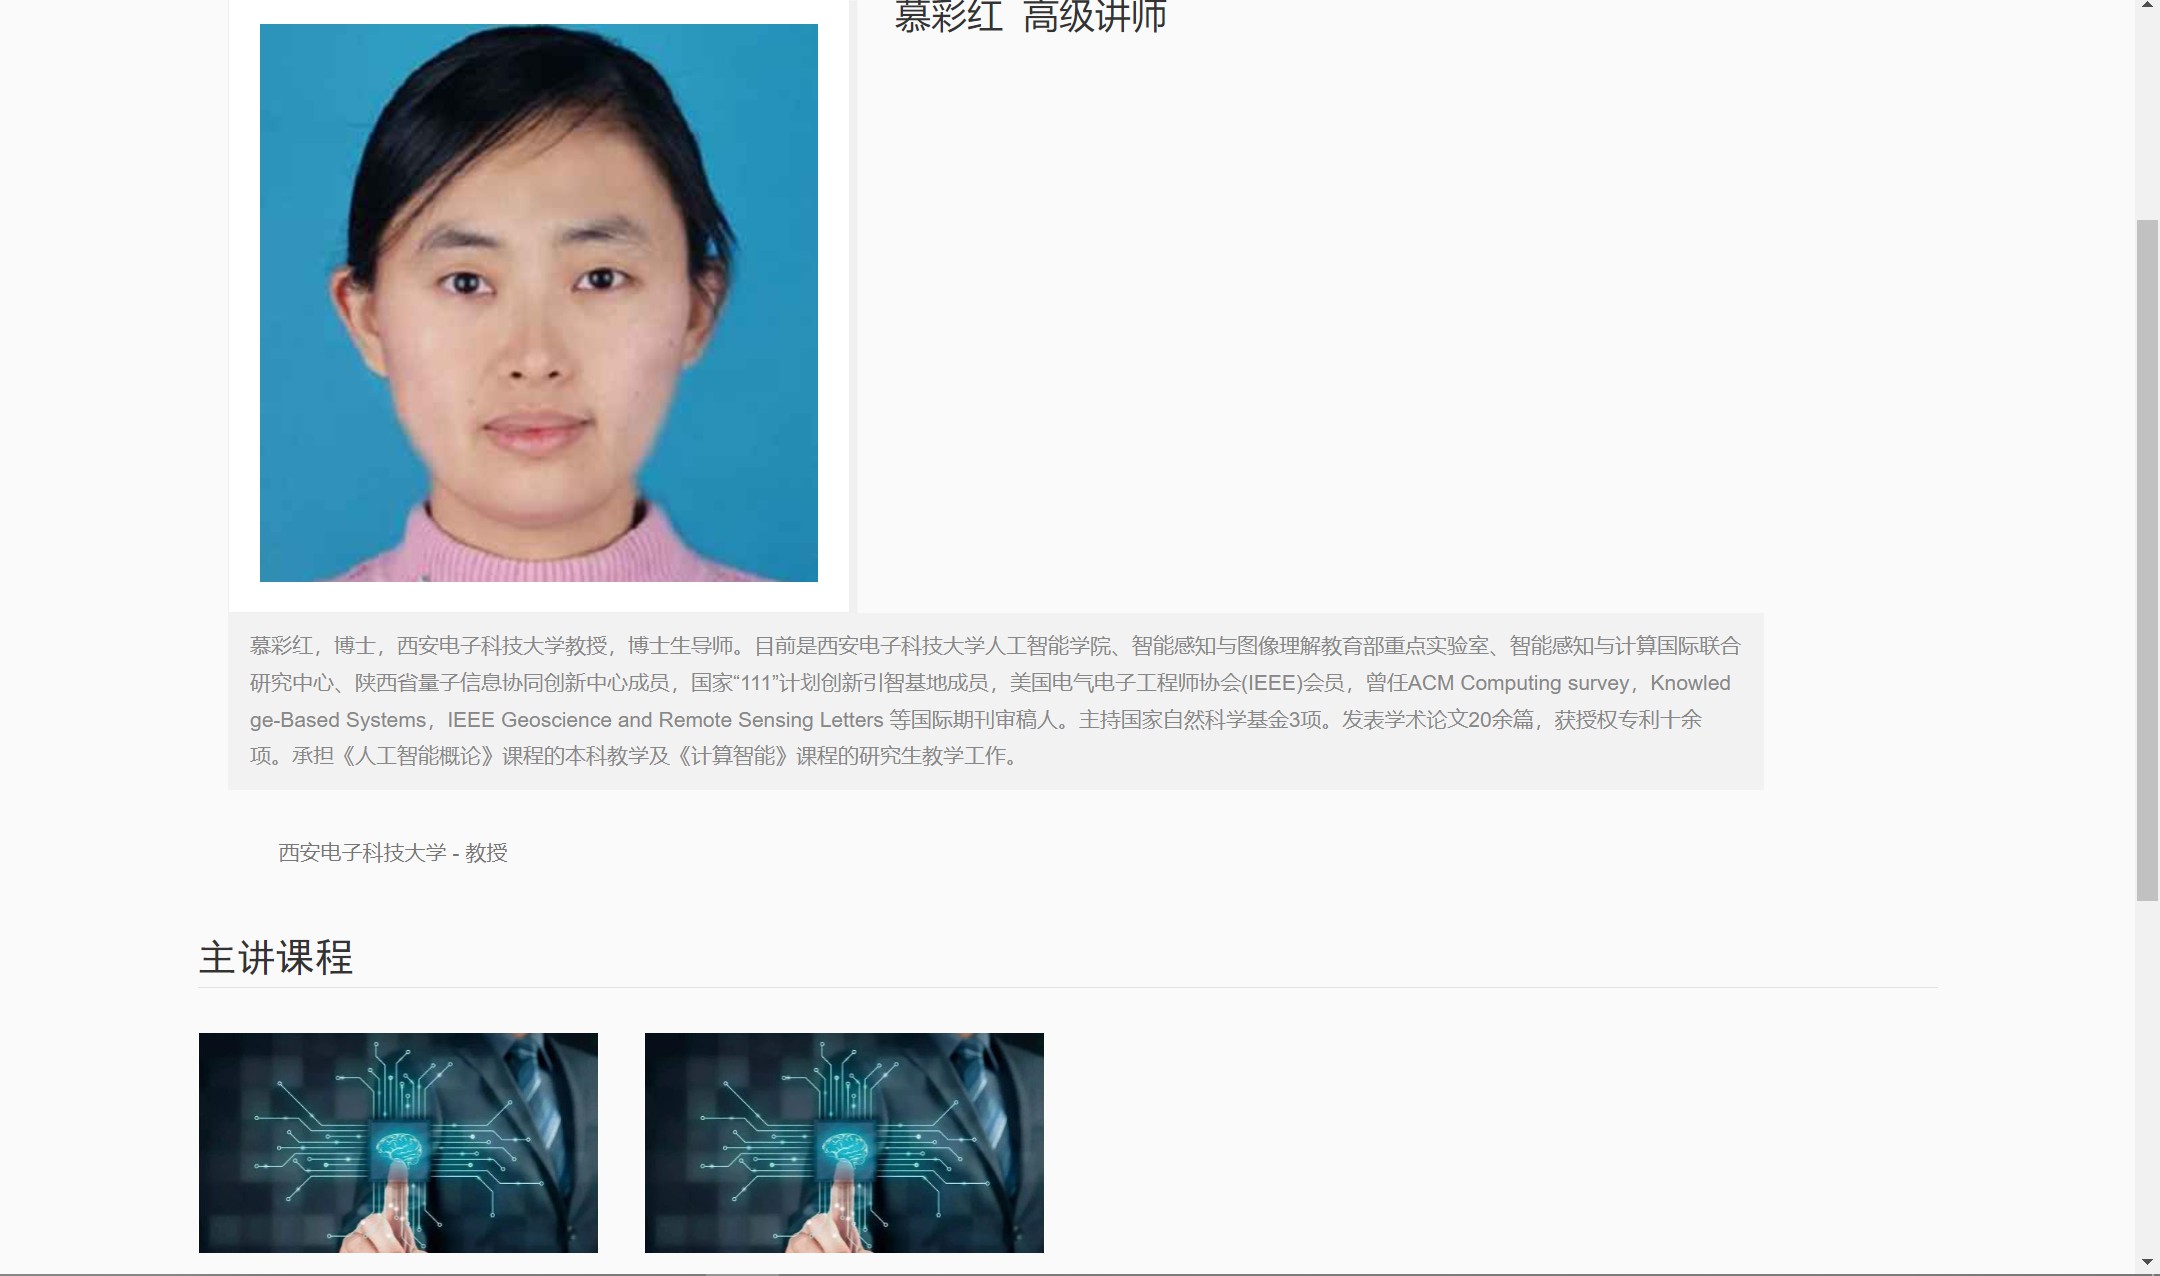 慕彩红 高级讲师
慕彩红，博士，西安电子科技大学教授，博士生导师。目前是西安电子科技大学人工智能学院、智能感知与图像理解教育部重点实验室、智能感知与计算国际联合
研究中心、陕西省量子信息协同创新中心成员，国家“111”计划创新引智基地成员，美国电气电子工程师协会(IEEE)会员，曾任ACM Computing survey，Knowled
ge-Based Systems，IEEE Geoscience and Remote Sensing Letters 等国际期刊审稿人。主持国家自然科学基金3项。发表学术论文20余篇，获授权专利十余
项。承担《人工智能概论》课程的本科教学及《计算智能》课程的研究生教学工作。
西安电子科技大学 - 教授
主讲课程